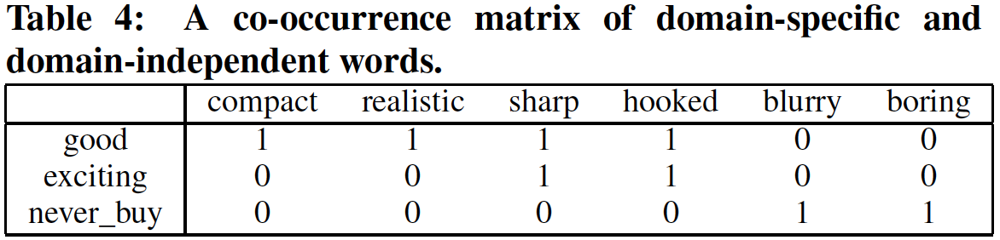 Table 4: A co-occurrence matrix of domain-specific and
domain-independent words.
compact realistic sharp hooked blurry boring
good 1 1 1 1 0 0
exciting 0 0 1 1 0 0
never_buy 0 0 0 0 1 1